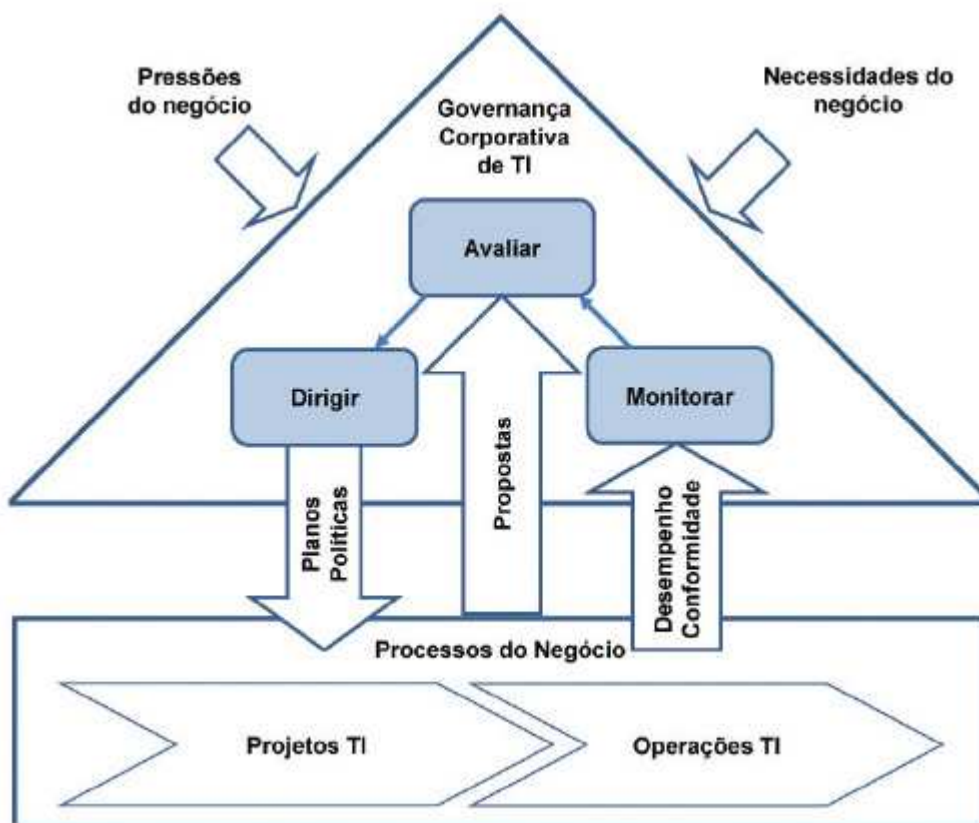 Pressões
do negócio
Necessidades do
negócio
Governança
Corporativa
de TI
Avaliar
Dirigir
Monitorar
Planos
Políticas
Propostas
Desempenho
Conformidade
Processos do Negócio
Projetos TI
Operações TI